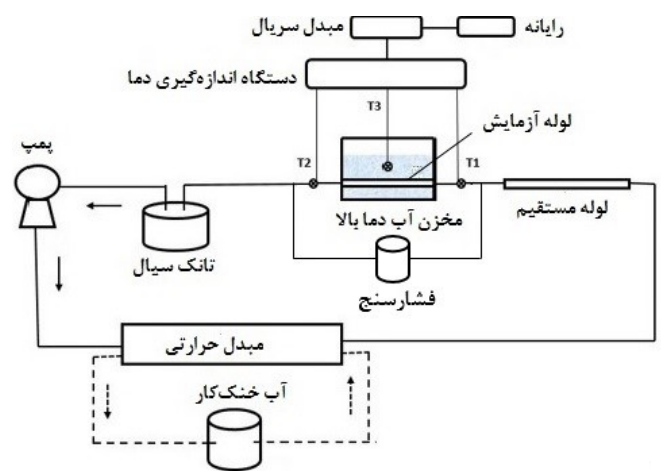 رایانه
مبدل سریال
دستگاه اندازه‌گیری دما
T3
لوله آزمایش
T2
T1
پمپ
مخزن آب دما بالا
لوله مستقیم
تانک سیال
فشارسنج
مبدل حرارتی
آب خنک‌کار